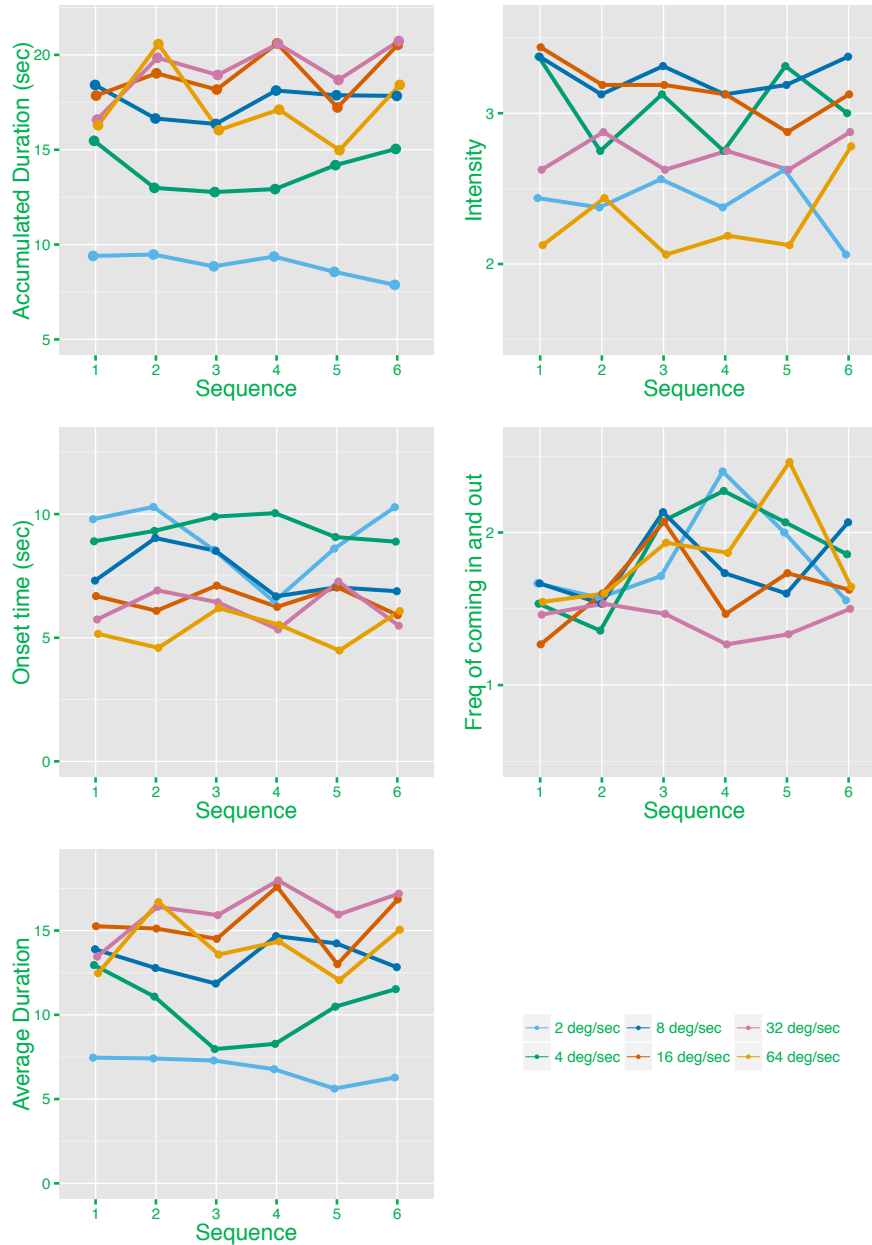 Accumulated Duration (sec)
20
15
10
5
1 2 3 4 5 6
Sequence
Intensity
3
2
1 2 3 4 5 6
Sequence
Onset time (sec)
10
5
0
1 2 3 4 5 6
Sequence
Freq of coming in and out
2
1
1 2 3 4 5 6
Sequence
Average Duration
15
10
5
0
1 2 3 4 5 6
Sequence
2 deg/sec 8 deg/sec 32 deg/sec
4 deg/sec 16 deg/sec 64 deg/sec